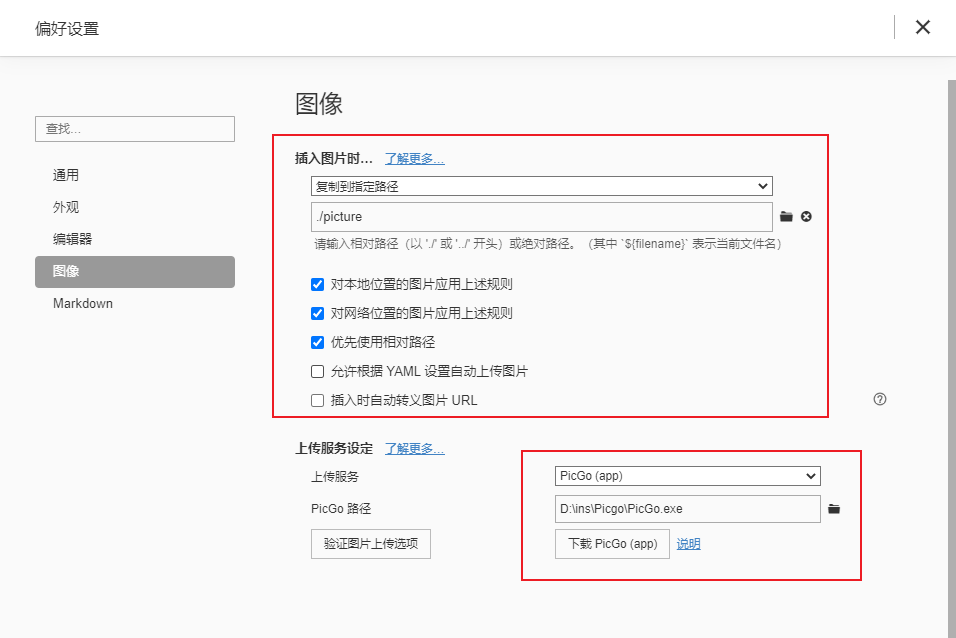 偏好设置
图像
查找...
插入图片时... 了解更多...
复制到指定路径
通用
./picture
外观
请输入相对路径（以 './' 或 '../' 开头）或绝对路径。（其中 `${filename}` 表示当前文件名）
编辑器
图像
对本地位置的图片应用上述规则
Markdown
对网络位置的图片应用上述规则
优先使用相对路径
允许根据 YAML 设置自动上传图片
插入时自动转义图片 URL
上传服务设定 了解更多...
上传服务 PicGo (app)
PicGo 路径 D:\ins\Picgo\PicGo.exe
验证图片上传选项 下载 PicGo (app) 说明